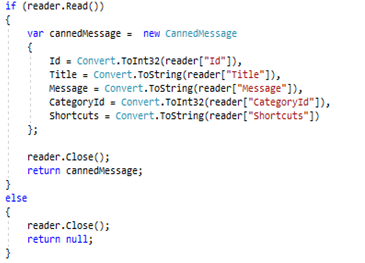 if (reader.Read())
{
    var cannedMessage =  new CannedMessage
    {
        Id = Convert.ToInt32(reader["Id"]),
        Title = Convert.ToString(reader["Title"]),
        Message = Convert.ToString(reader["Message"]),
        CategoryId = Convert.ToInt32(reader["CategoryId"]),
        Shortcuts = Convert.ToString(reader["Shortcuts"])
    };

    reader.Close();
    return cannedMessage;
}
else
{
    reader.Close();
    return null;
}